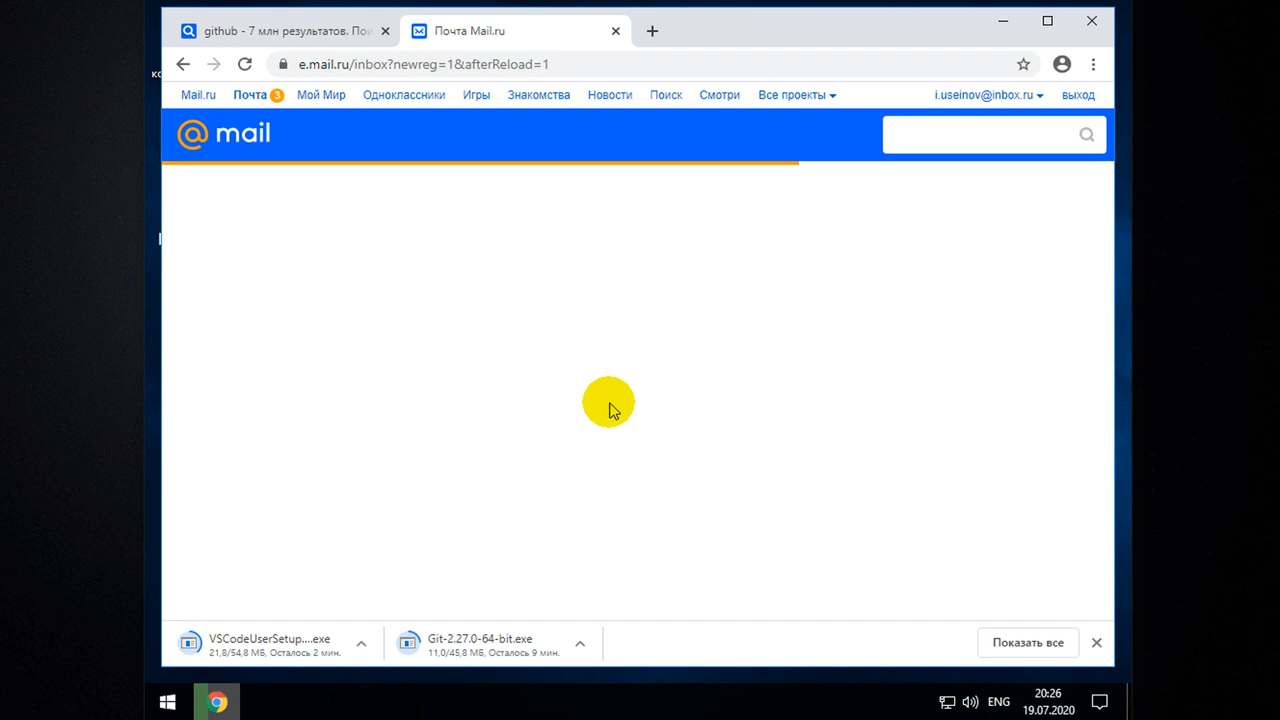 github - 7 млн результатов. Пои
Почта Mail.ru
e.mail.ru/inbox?newreg=1&afterReload=1
Mail.ru Почта 3 Мой Мир Одноклассники Игры Знакомства Новости Поиск Смотри Все проекты i.useinov@inbox.ru выход
@mail
VSCodeUserSetup....exe
21,8/54,8 МБ, Осталось 2 мин.
Git-2.27.0-64-bit.exe
11,0/45,8 МБ, Осталось 9 мин.
Показать все
ENG
20:26
19.07.2020